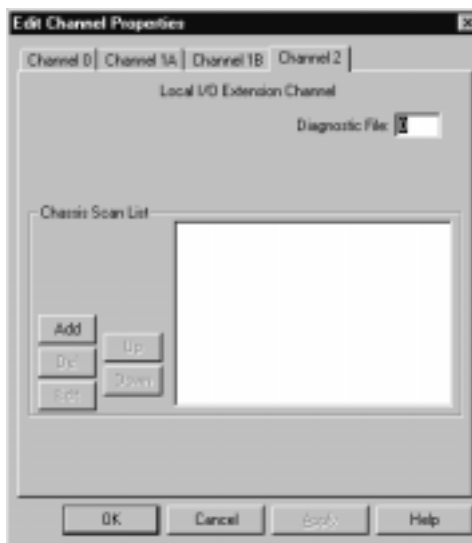 Edit Channel Properties
Channel 0 Channel 1A Channel 1B Channel 2
Local I/O Extension Channel
Diagnostic File: 0
Chassis Scan List
Add
Up
Del
Down
Edit
OK Cancel Apply Help